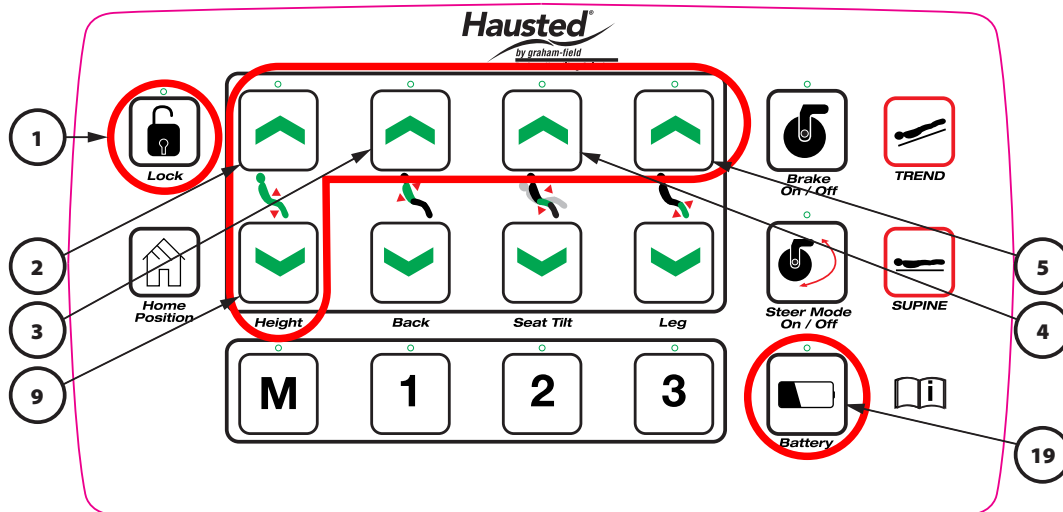 Hausted®
by graham-field
1
Lock
Brake
On / Off
TREND
2
5
Home
Position
Steer Mode
On / Off
SUPINE
3
4
Height
Back
Seat Tilt
Leg
9
M
1
2
3
i
Battery
19